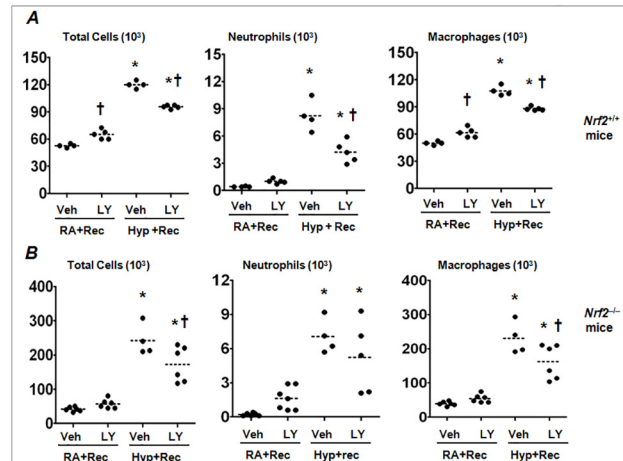 A
Total Cells (10³)
Neutrophils (10³)
Macrophages (10³)
150
120
90
60
30
0
* *† †
Veh LY Veh LY
RA+Rec Hyp +Rec
12
9
6
3
0
* *†
Veh LY Veh LY
RA+Rec Hyp + Rec
150
120
90
60
30
0
* *† †
Veh LY Veh LY
RA+Rec Hyp +Rec
Nrf2+/+
mice
B
Total Cells (10³)
Neutrophils (10³)
Macrophages (10³)
400
300
200
100
0
* *†
Veh LY Veh LY
RA+Rec Hyp+Rec
12
9
6
3
0
* *
Veh LY Veh LY
RA+Rec Hyp+rec
400
300
200
100
0
* * †
Veh LY Veh LY
RA+Rec Hyp+Rec
Nrf2–/–
mice